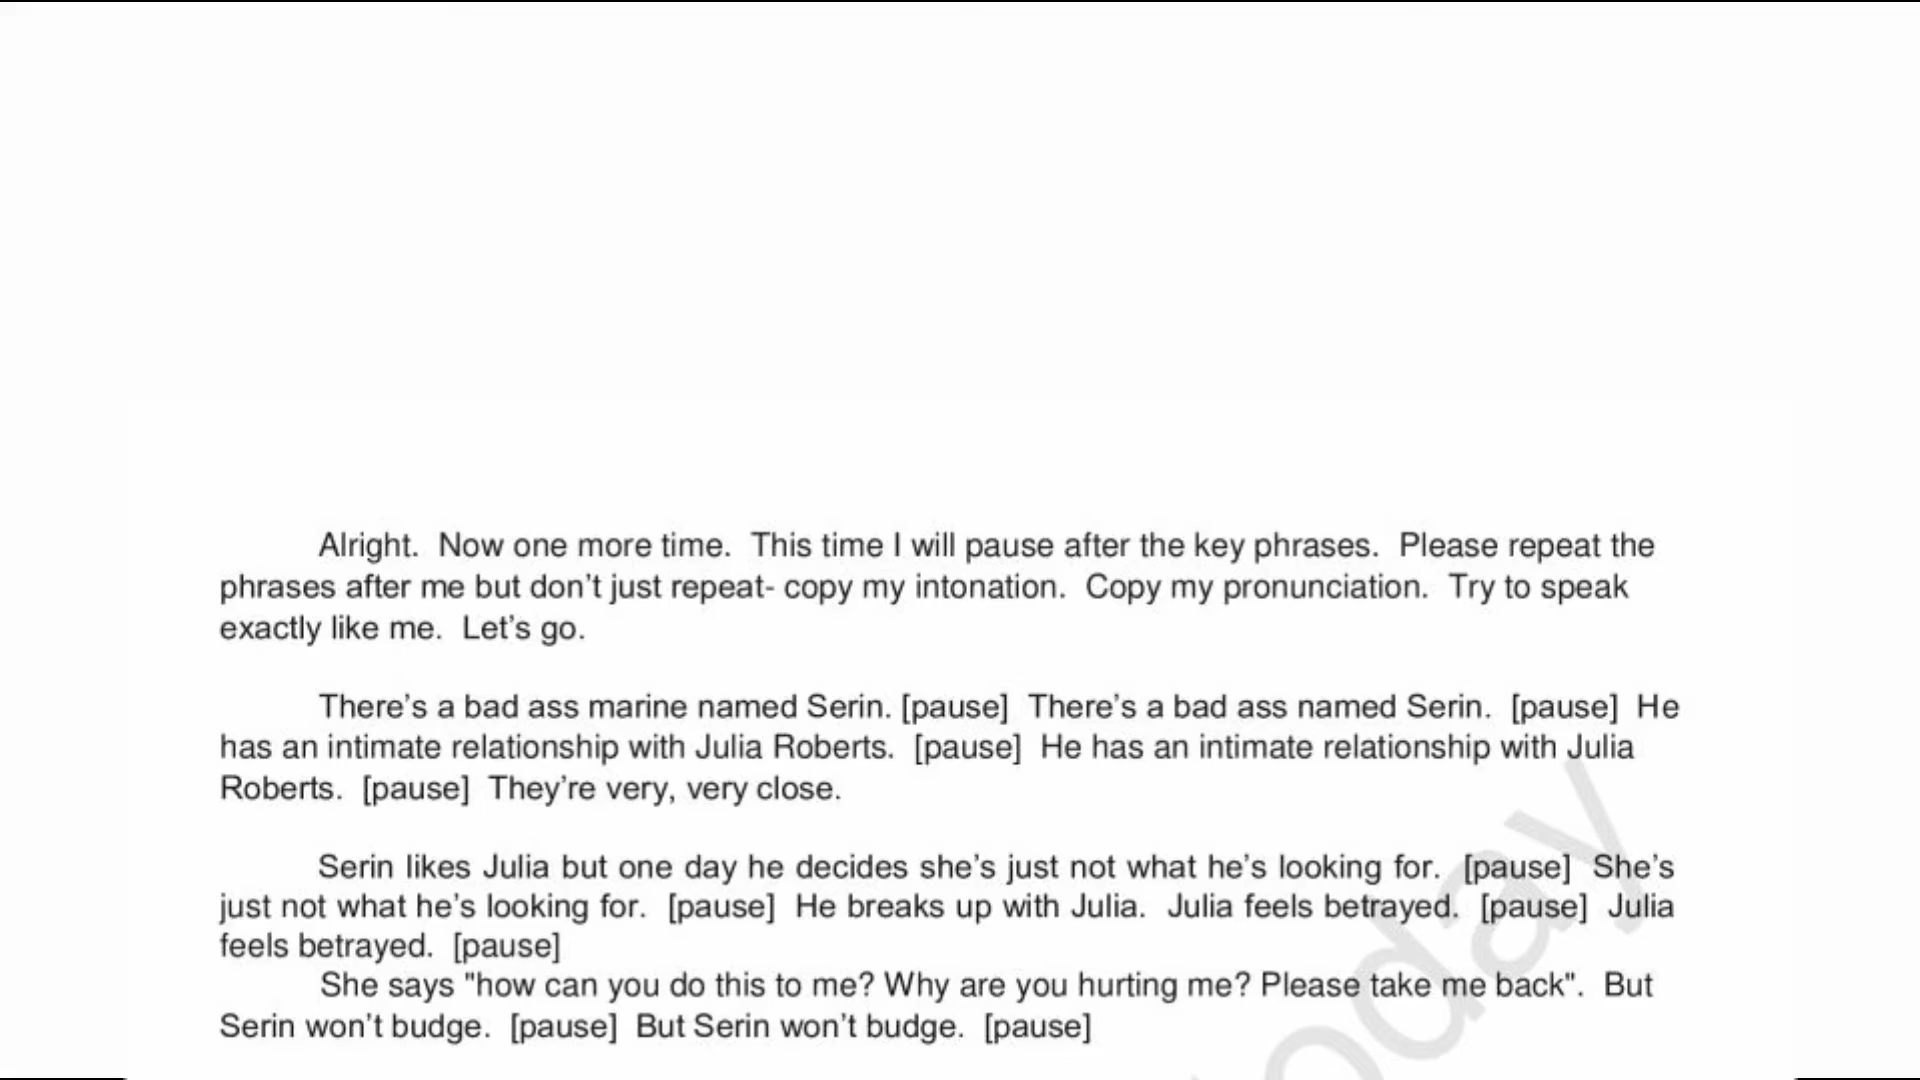 Alright.  Now one more time.  This time I will pause after the key phrases.  Please repeat the
phrases after me but don’t just repeat- copy my intonation.  Copy my pronunciation.  Try to speak
exactly like me.  Let’s go.
There’s a bad ass marine named Serin. [pause]  There’s a bad ass named Serin.  [pause]  He
has an intimate relationship with Julia Roberts.  [pause]  He has an intimate relationship with Julia
Roberts.  [pause]  They’re very, very close.
Serin likes Julia but one day he decides she’s just not what he’s looking for.  [pause]  She’s
just not what he’s looking for.  [pause]  He breaks up with Julia.  Julia feels betrayed.  [pause]  Julia
feels betrayed.  [pause]
She says "how can you do this to me? Why are you hurting me? Please take me back".  But
Serin won’t budge.  [pause]  But Serin won’t budge.  [pause]